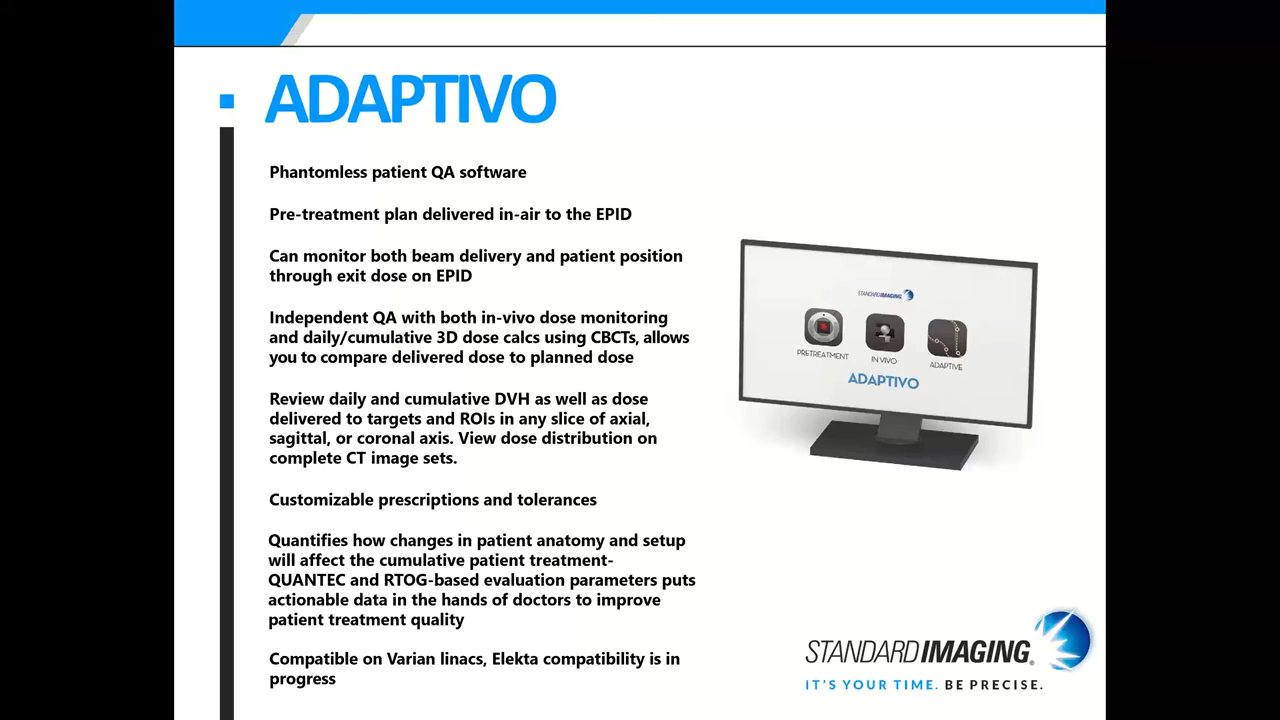 ADAPTIVO
Phantomless patient QA software
Pre-treatment plan delivered in-air to the EPID
Can monitor both beam delivery and patient position
through exit dose on EPID
Independent QA with both in-vivo dose monitoring
and daily/cumulative 3D dose calcs using CBCTs, allows
you to compare delivered dose to planned dose
Review daily and cumulative DVH as well as dose
delivered to targets and ROIs in any slice of axial,
sagittal, or coronal axis. View dose distribution on
complete CT image sets.
Customizable prescriptions and tolerances
Quantifies how changes in patient anatomy and setup
will affect the cumulative patient treatment-
QUANTEC and RTOG-based evaluation parameters puts
actionable data in the hands of doctors to improve
patient treatment quality
Compatible on Varian linacs, Elekta compatibility is in
progress
STANDARD IMAGING
PRETREATMENT IN VIVO ADAPTIVE
ADAPTIVO
STANDARD IMAGING®
IT'S YOUR TIME. BE PRECISE.